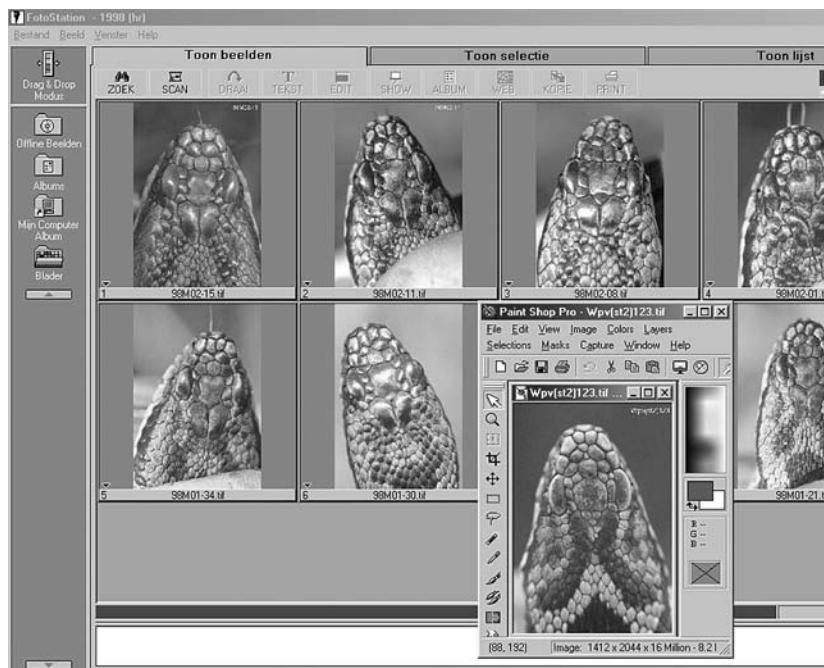 FotoStation - 1998 (hr)
Bestand Beeld Venster Help
Toon beelden
Toon selectie
Toon lijst
Drag & Drop
Modus
ZOEK
SCAN
DRAAI
TEKST
EDIT
SHOW
ALBUM
WEB
KOPIE
PRINT
Offline Beelden
Albums
Mijn Computer
Album
Blader
1
98M02-15.tif
2
98M02-11.tif
3
98M02-08.tif
4
98M02-01.tif
5
98M01-34.tif
6
98M01-30.tif
98M01-21.tif
Paint Shop Pro - Wpv(st2)123.tif
File Edit View Image Colors Layers
Selections Masks Capture Window Help
Wpv(st2)123.tif ...
R --
G --
B --
(88, 192)
Image: 1412 x 2044 x 16 Million - 8.2